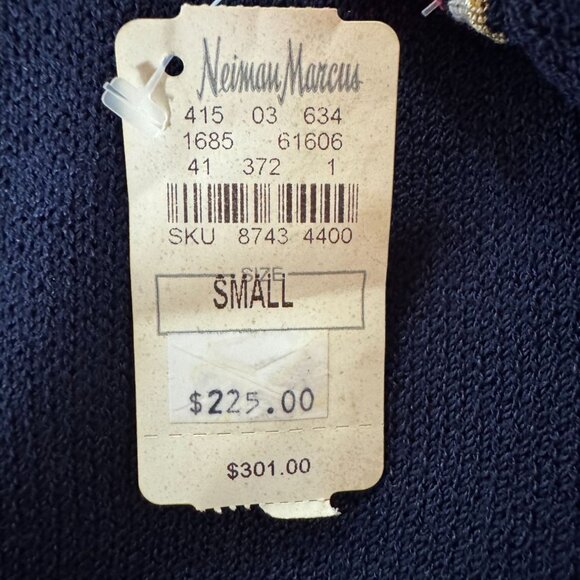 Neiman Marcus
415 03 634
1685 61606
41 372 1
SKU 8743 4400
SIZE
SMALL
$225.00
$301.00